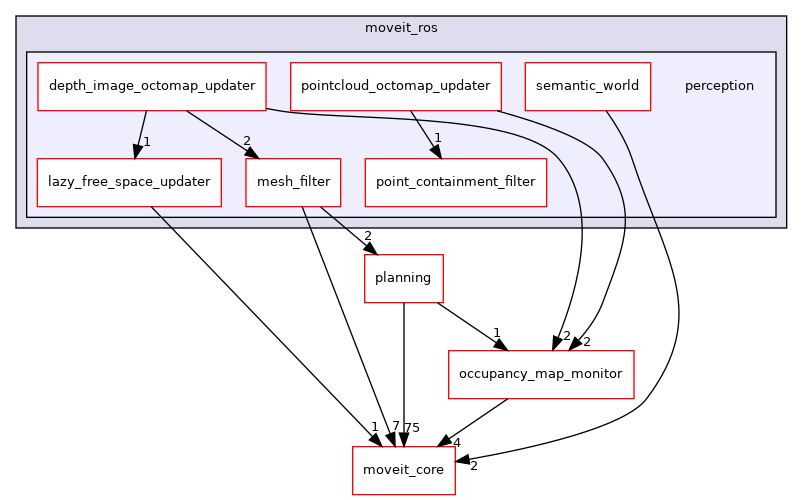 moveit_ros
depth_image_octomap_updater
pointcloud_octomap_updater
semantic_world
perception
1
2
1
lazy_free_space_updater
mesh_filter
point_containment_filter
2
planning
1
2
2
occupancy_map_monitor
1
7
75
4
2
moveit_core